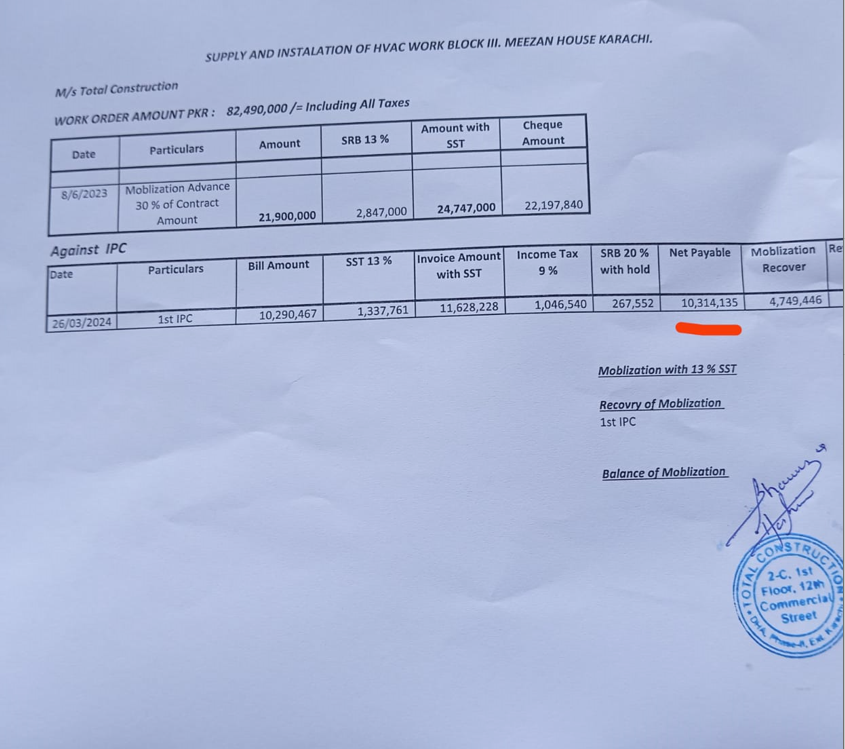 SUPPLY AND INSTALATION OF HVAC WORK BLOCK III. MEEZAN HOUSE KARACHI.
M/s Total Construction
WORK ORDER AMOUNT PKR : 82,490,000 /= Including All Taxes
Date Particulars Amount SRB 13 % Amount with SST Cheque Amount
8/6/2023 Moblization Advance 30 % of Contract Amount 21,900,000 2,847,000 24,747,000 22,197,840
Against IPC
Date Particulars Bill Amount SST 13 % Invoice Amount with SST Income Tax 9 % SRB 20 % with hold Net Payable Moblization Recover Re
26/03/2024 1st IPC 10,290,467 1,337,761 11,628,228 1,046,540 267,552 10,314,135 4,749,446
Moblization with 13 % SST
Recovry of Moblization
1st IPC
Balance of Moblization
TOTAL CONSTRUCTION
2-C. 1st
Floor, 12th
Commercial
Street